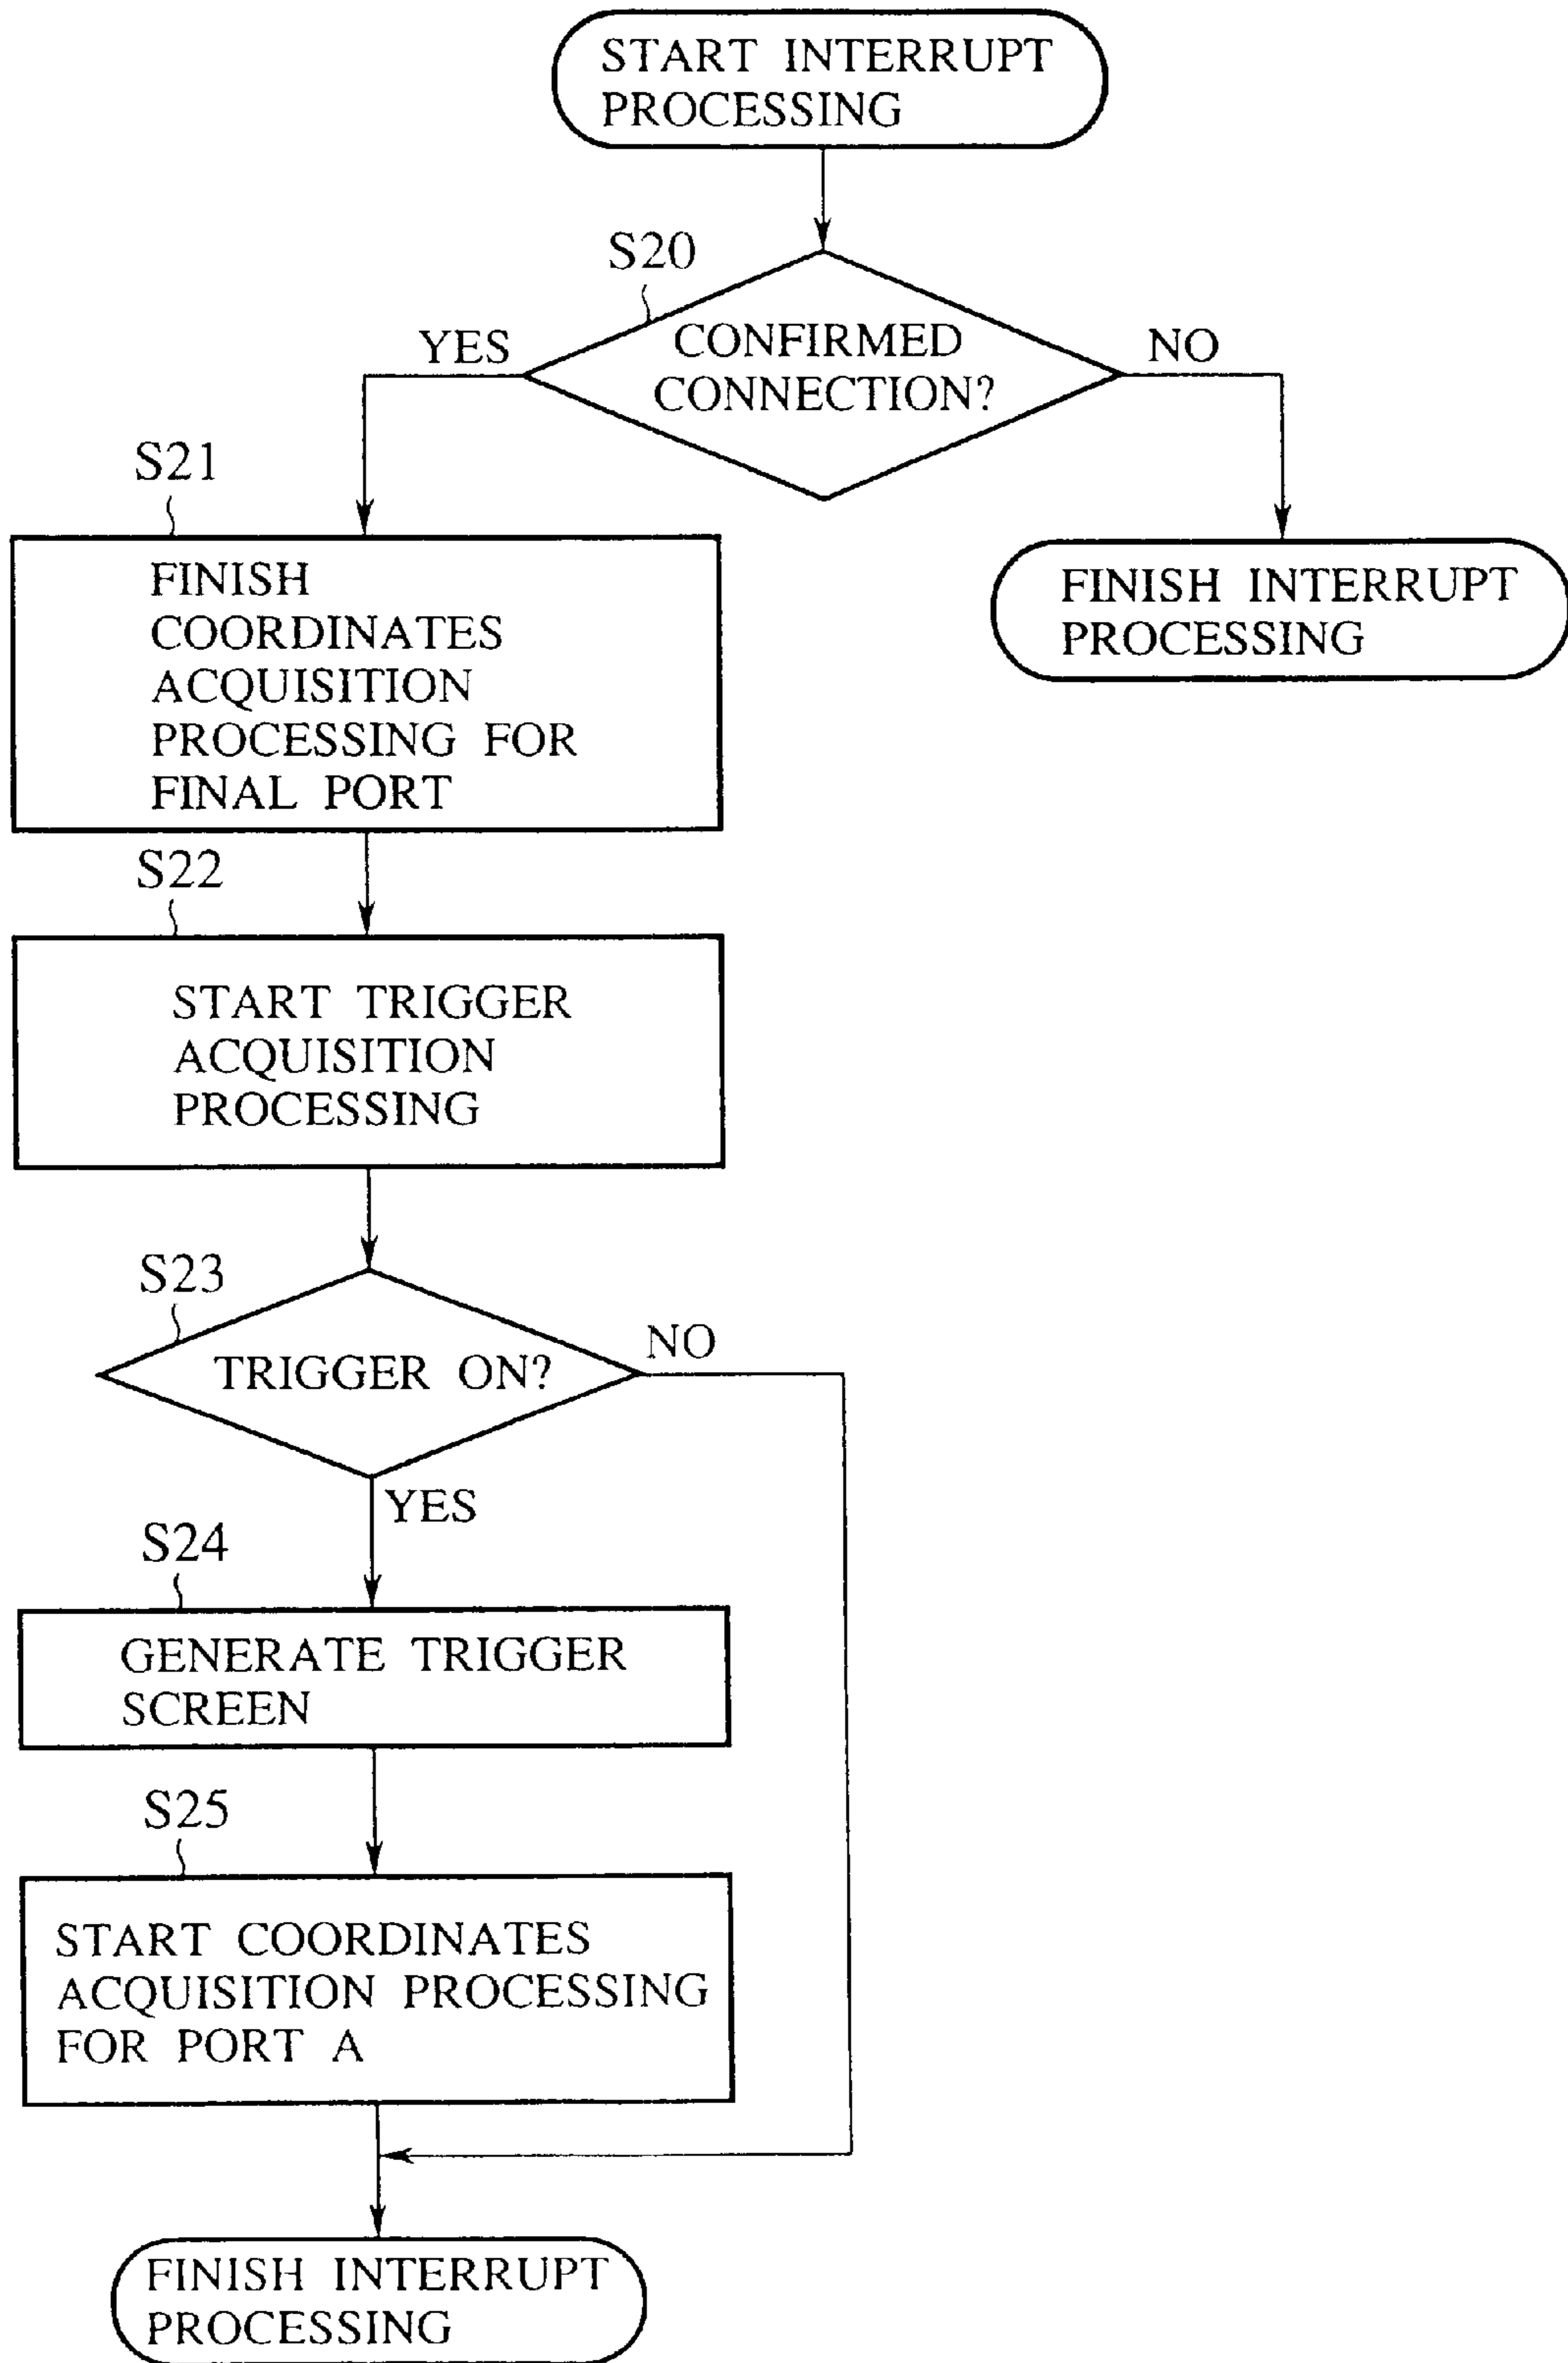 START INTERRUPT
PROCESSING
S20
YES
CONFIRMED
CONNECTION?
NO
S21
FINISH
COORDINATES
ACQUISITION
PROCESSING FOR
FINAL PORT
FINISH INTERRUPT
PROCESSING
S22
START TRIGGER
ACQUISITION
PROCESSING
S23
TRIGGER ON?
NO
YES
S24
GENERATE TRIGGER
SCREEN
S25
START COORDINATES
ACQUISITION PROCESSING
FOR PORT A
FINISH INTERRUPT
PROCESSING